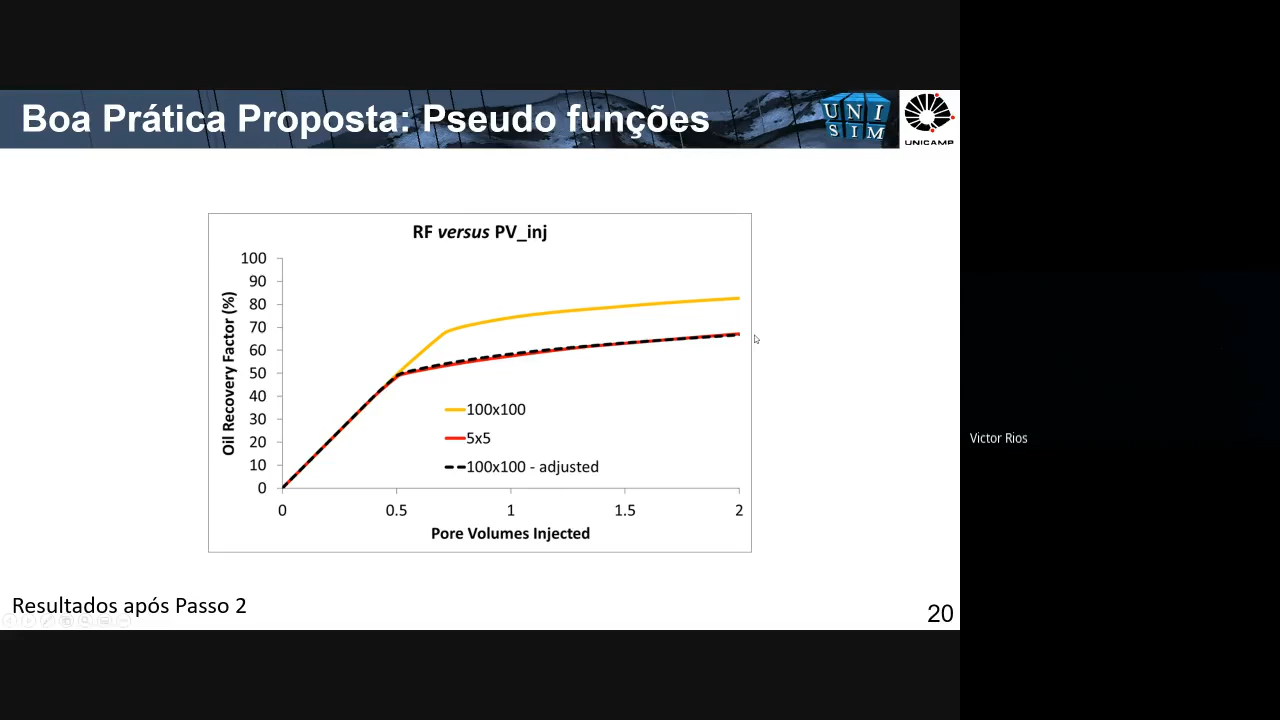 Boa Prática Proposta: Pseudo funções
UNI
SIM
UNICAMP
RF versus PV_inj
Oil Recovery Factor (%)
100
90
80
70
60
50
40
30
20
10
0
100x100
5x5
100x100 - adjusted
0 0.5 1 1.5 2
Pore Volumes Injected
Victor Rios
Resultados após Passo 2
20